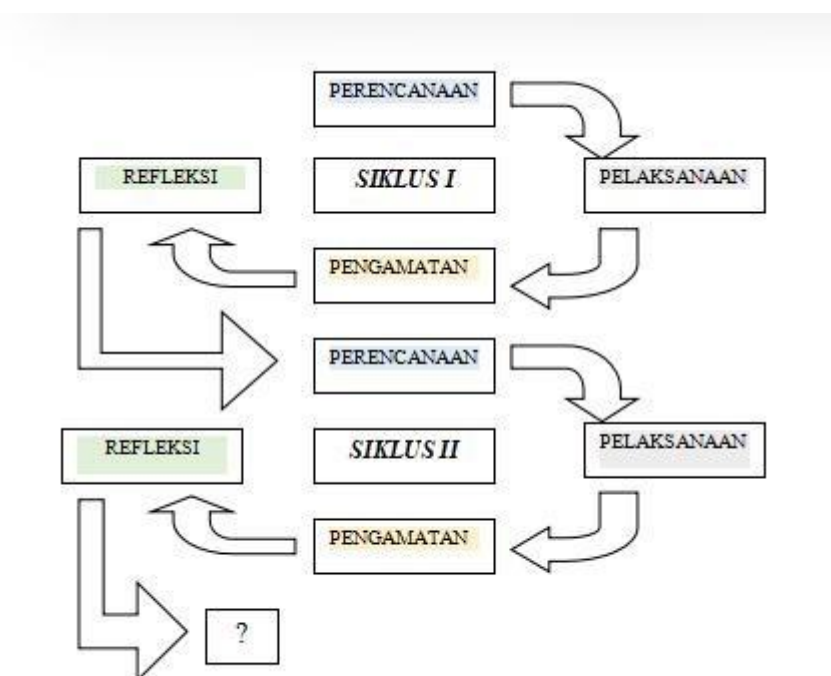 PERENCANAAN
REFLEKSI
SIKLUS I
PELAKSANAAN
PENGAMATAN
PERENCANAAN
REFLEKSI
SIKLUS II
PELAKSANAAN
PENGAMATAN
?